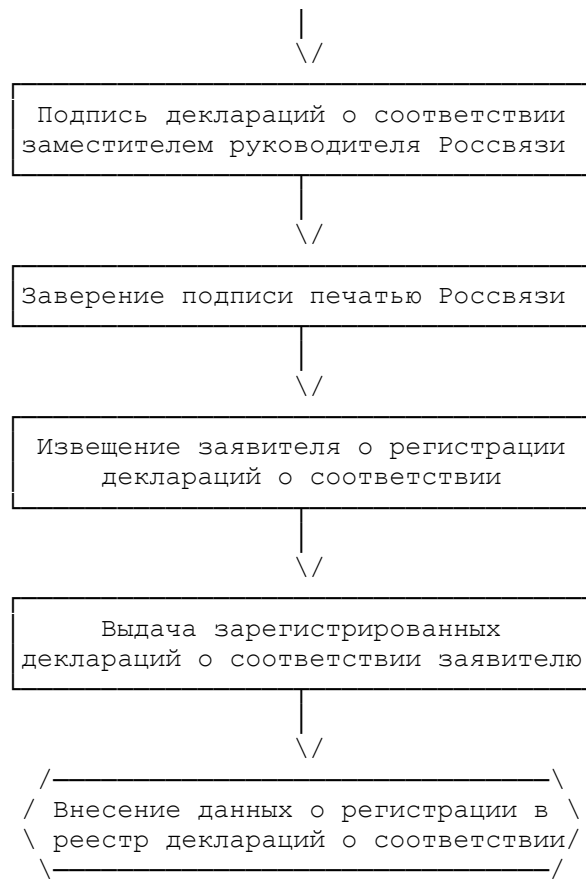 Подпись деклараций о соответствии
заместителем руководителя Россвязи
Заверение подписи печатью Россвязи
Извещение заявителя о регистрации
деклараций о соответствии
Выдача зарегистрированных
деклараций о соответствии заявителю
Внесение данных о регистрации в
реестр деклараций о соответствии